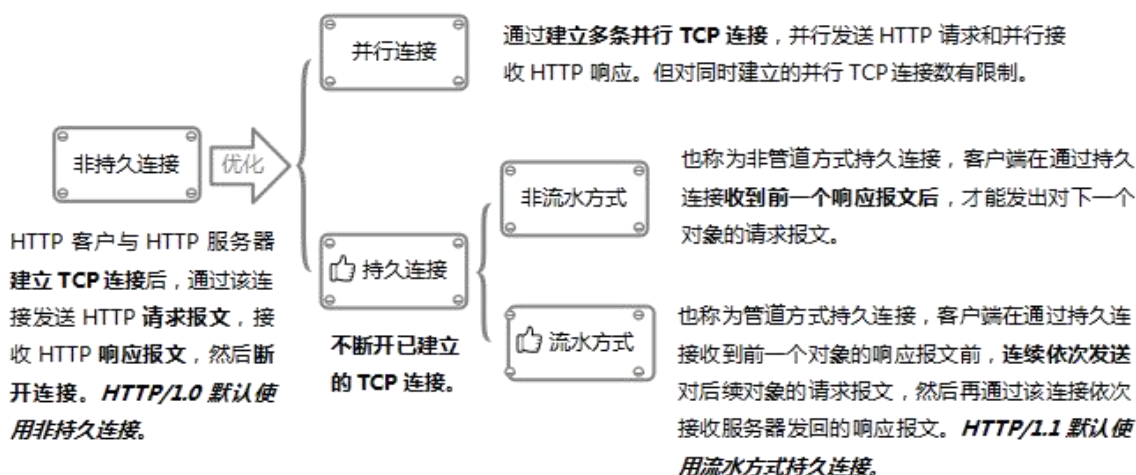 并行连接
通过建立多条并行 TCP 连接，并行发送 HTTP 请求和并行接
收 HTTP 响应。但对同时建立的并行 TCP 连接数有限制。
非持久连接
优化
HTTP 客户与 HTTP 服务器
建立 TCP 连接后，通过该连
接发送 HTTP 请求报文，接
收 HTTP 响应报文，然后断
开连接。HTTP/1.0 默认使
用非持久连接。
持久连接
不断开已建立
的 TCP 连接。
非流水方式
也称为非管道方式持久连接，客户端在通过持久
连接收到前一个响应报文后，才能发出对下一个
对象的请求报文。
流水方式
也称为管道方式持久连接，客户端在通过持久连
接收到前一个对象的响应报文前，连续依次发送
对后续对象的请求报文，然后再通过该连接依次
接收服务器发回的响应报文。HTTP/1.1 默认使
用流水方式持久连接。